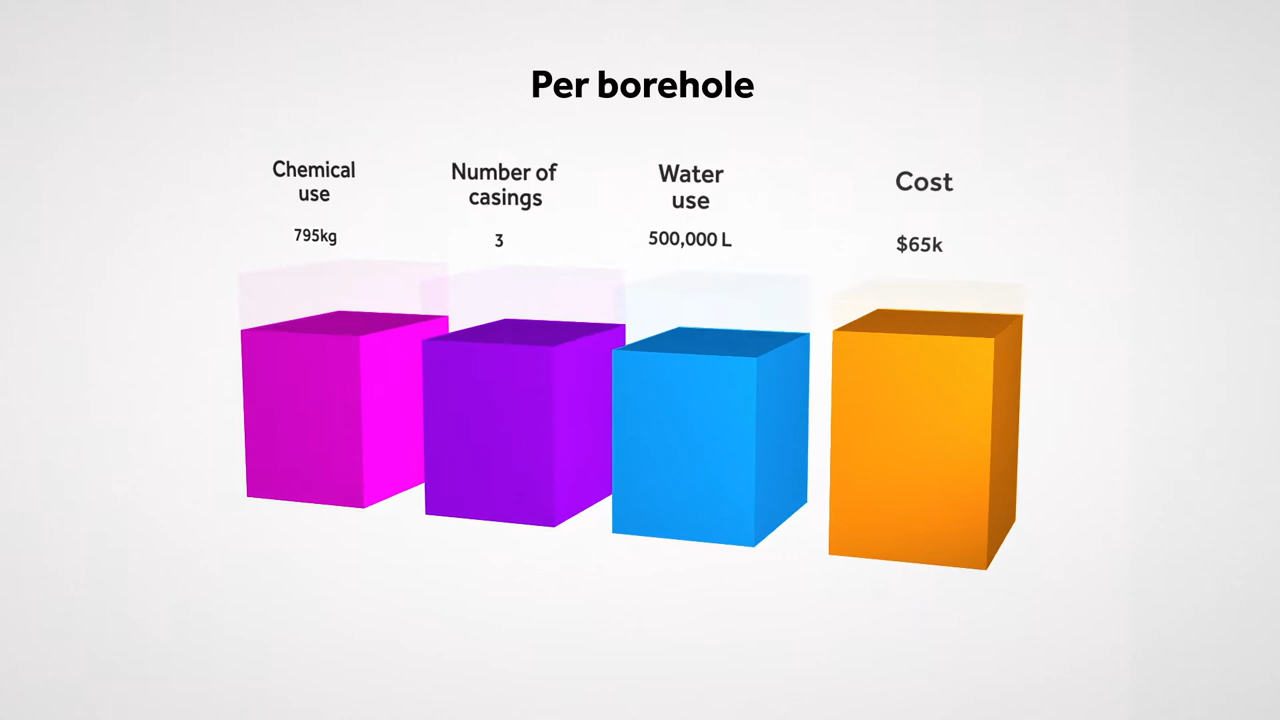 Per borehole
Chemical
use
795kg
Number of
casings
3
Water
use
500,000 L
Cost
$65k